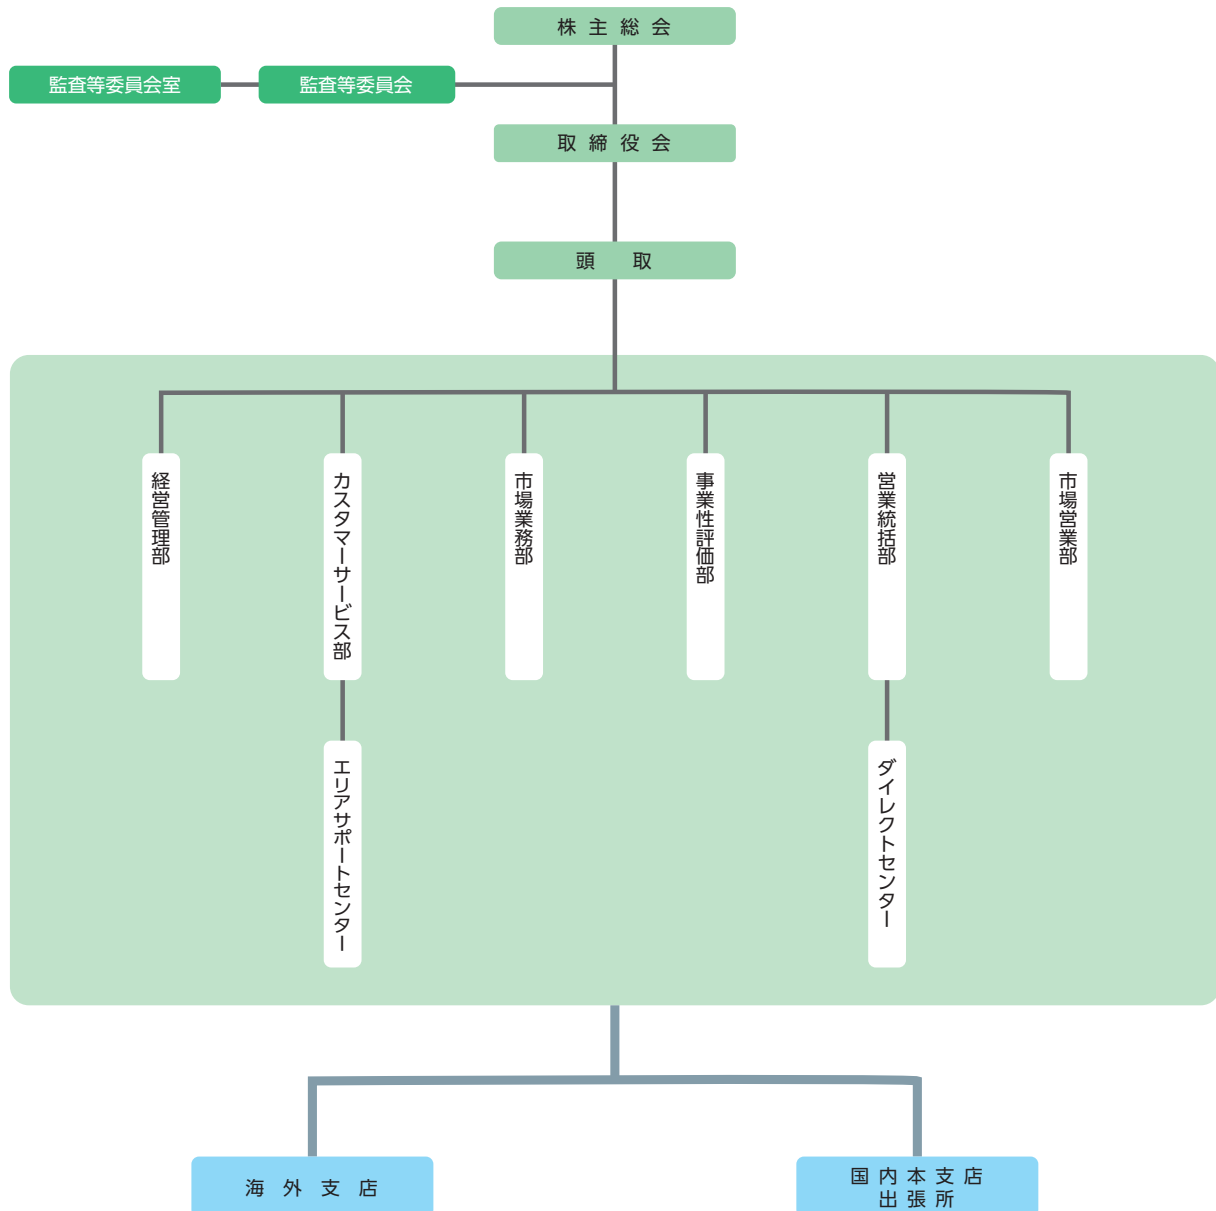 株主総会
監査等委員会室
監査等委員会
取締役会
頭取
経営管理部
カスタマーサービス部
市場業務部
事業性評価部
営業統括部
市場営業部
エリアサポートセンター
ダイレクトセンター
海外支店
国内本支店
出張所